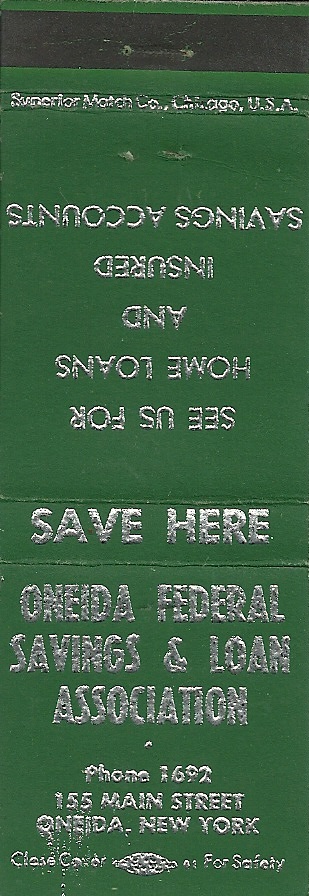 Superior Match Co., Chicago, U.S.A.
SEE US FOR
HOME LOANS
AND
INSURED
SAVINGS ACCOUNTS
SAVE HERE
ONEIDA FEDERAL
SAVINGS & LOAN
ASSOCIATION
Phone 1692
155 MAIN STREET
ONEIDA, NEW YORK
Close Cover For Safety